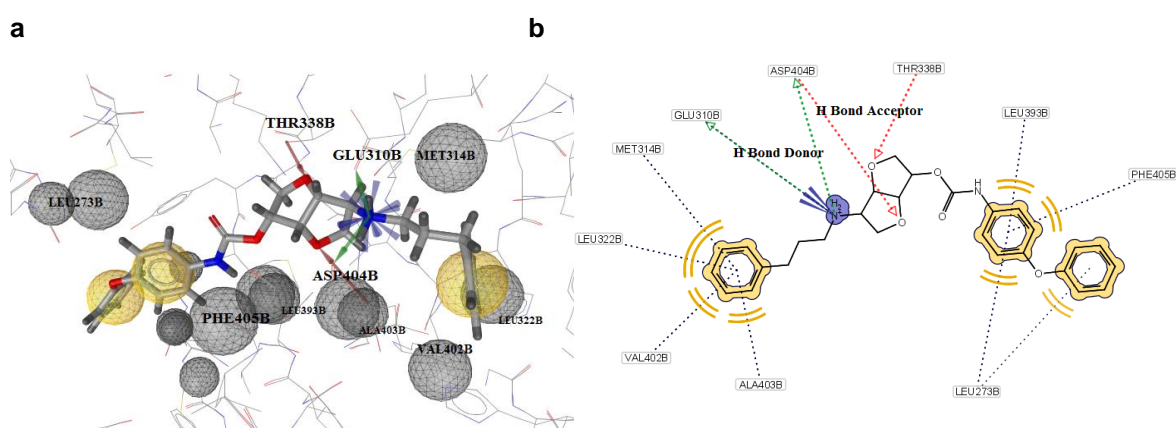 a
THR338B
GLU310B
MET314B
LEU273B
ASP404B
PHE405B
LEU393B
ALA403B
LEU322B
VAL402B
b
ASP404B
THR338B
GLU310B
H Bond Acceptor
LEU393B
MET314B
H Bond Donor
PHE405B
H₂
N
O
O
O
O
H
N
LEU322B
O
VAL402B
ALA403B
LEU273B